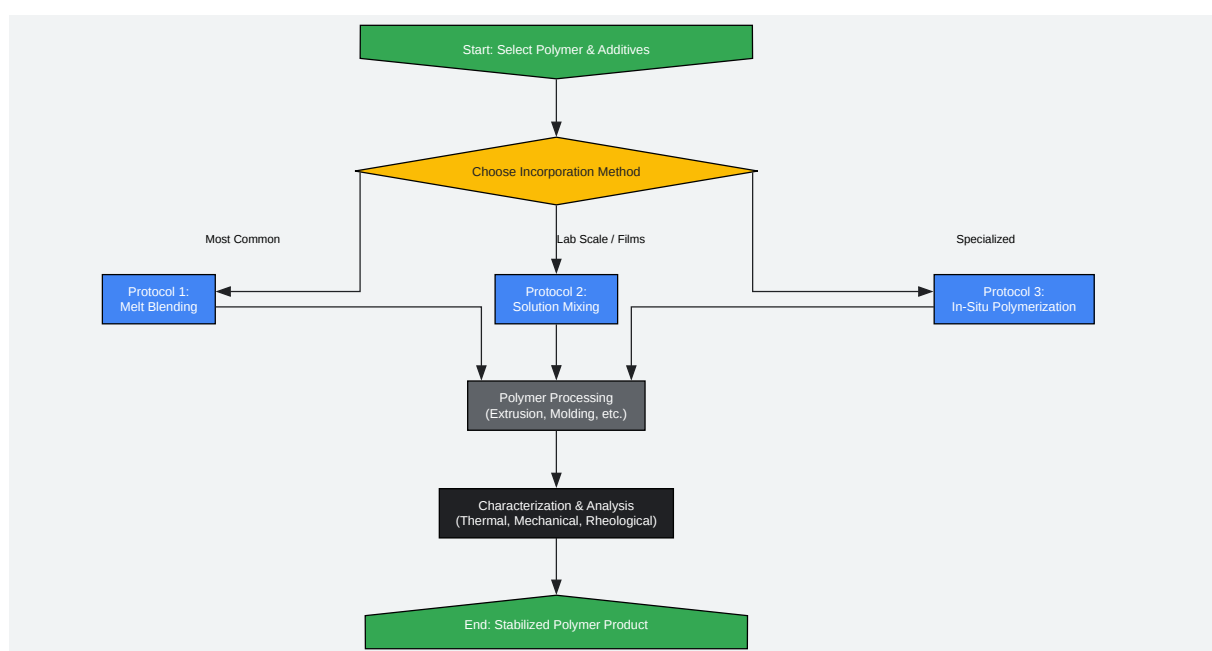 Start: Select Polymer & Additives
Choose Incorporation Method
Most Common
Lab Scale / Films
Specialized
Protocol 1:
Melt Blending
Protocol 2:
Solution Mixing
Protocol 3:
In-Situ Polymerization
Polymer Processing
(Extrusion, Molding, etc.)
Characterization & Analysis
(Thermal, Mechanical, Rheological)
End: Stabilized Polymer Product